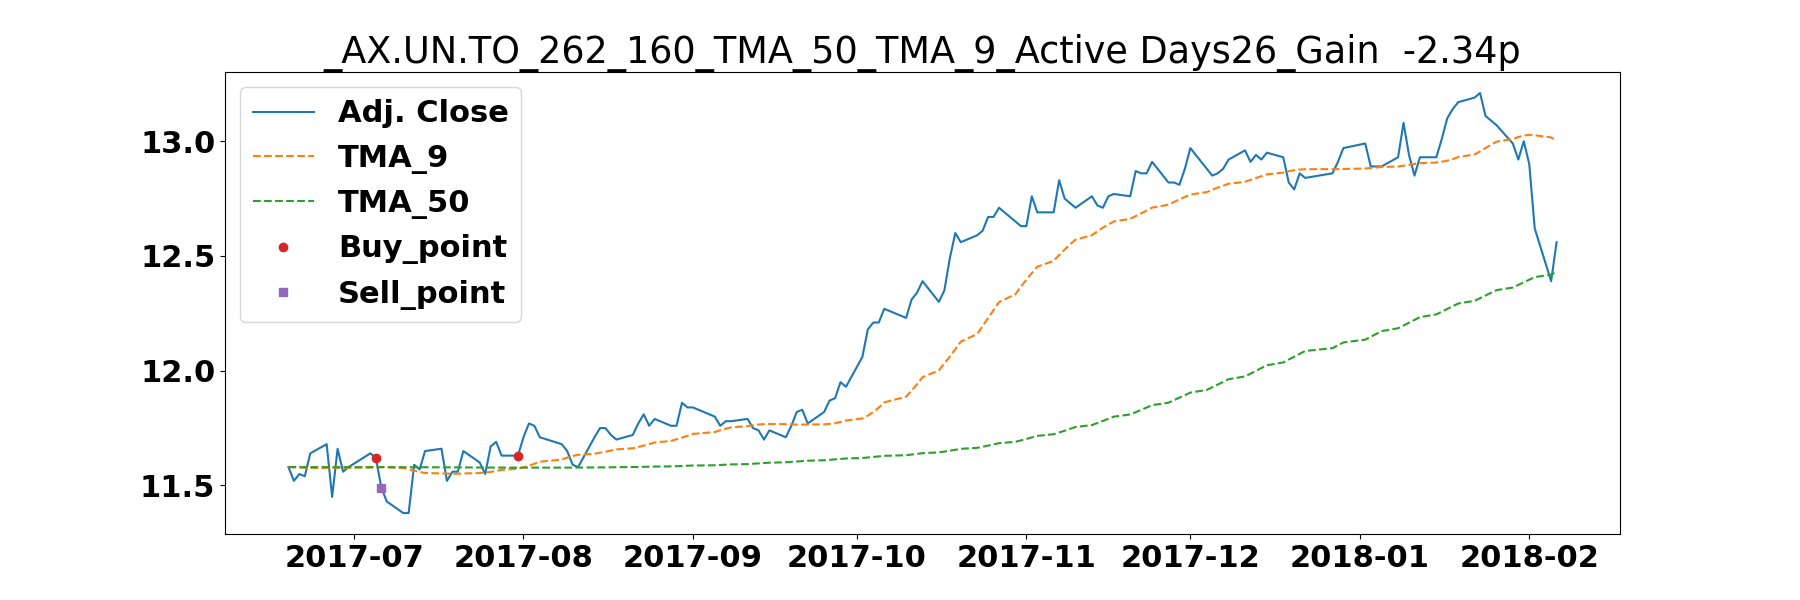 _AX.UN.TO_262_160_TMA_50_TMA_9_Active Days26_Gain  -2.34p
Adj. Close
TMA_9
TMA_50
Buy_point
Sell_point
13.0
12.5
12.0
11.5
2017-07 2017-08 2017-09 2017-10 2017-11 2017-12 2018-01 2018-02